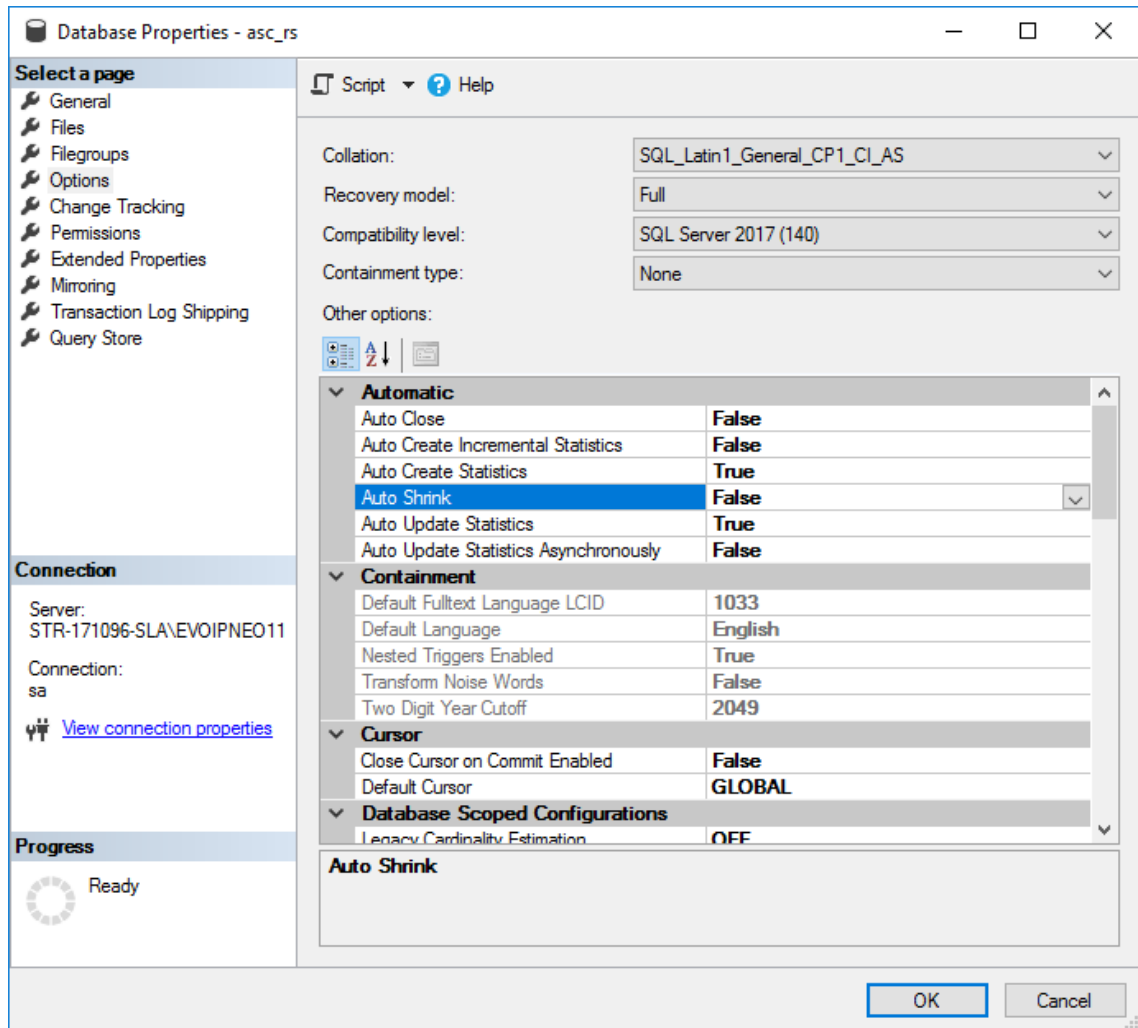 Database Properties - asc_rs
Select a page
General
Files
Filegroups
Options
Change Tracking
Permissions
Extended Properties
Mirroring
Transaction Log Shipping
Query Store
Connection
Server:
STR-171096-SLA\EVOIPNEO11
Connection:
sa
View connection properties
Progress
Ready
Script
Help
Collation: SQL_Latin1_General_CP1_CI_AS
Recovery model: Full
Compatibility level: SQL Server 2017 (140)
Containment type: None
Other options:
Automatic
Auto Close False
Auto Create Incremental Statistics False
Auto Create Statistics True
Auto Shrink False
Auto Update Statistics True
Auto Update Statistics Asynchronously False
Containment
Default Fulltext Language LCID 1033
Default Language English
Nested Triggers Enabled True
Transform Noise Words False
Two Digit Year Cutoff 2049
Cursor
Close Cursor on Commit Enabled False
Default Cursor GLOBAL
Database Scoped Configurations
Legacy Cardinality Estimation OFF
Auto Shrink
OK Cancel